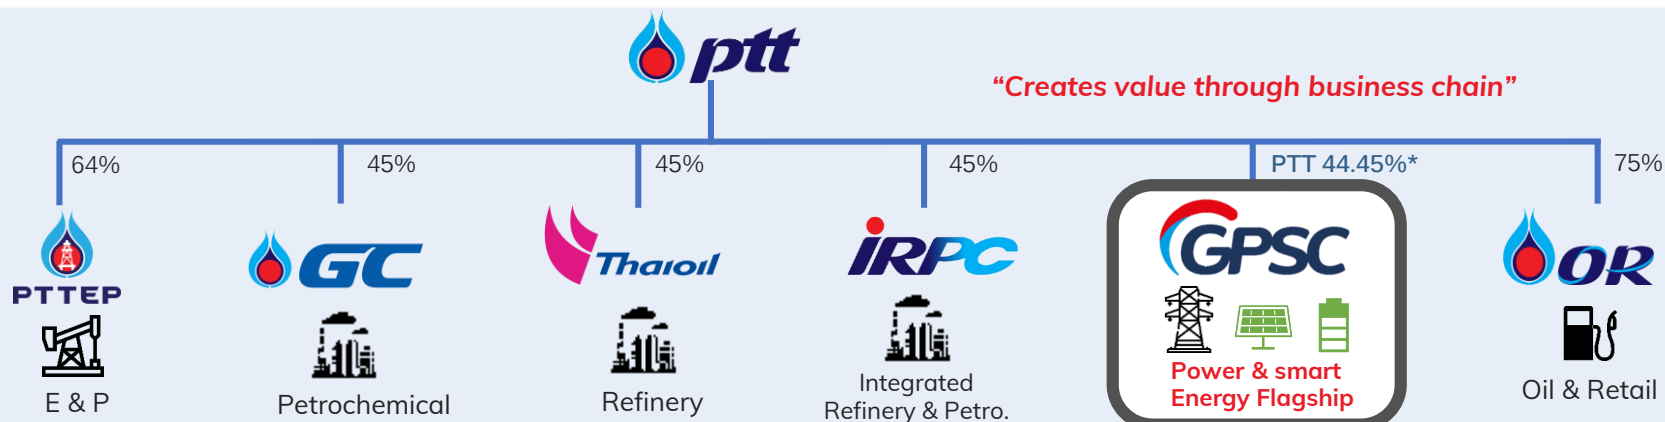 ptt
“Creates value through business chain”
64%
45%
45%
45%
PTT 44.45%*
75%
PTTEP
GC
Thaioil
IRPC
GPSC
OR
E & P
Petrochemical
Refinery
Integrated
Refinery & Petro.
Power & smart
Energy Flagship
Oil & Retail